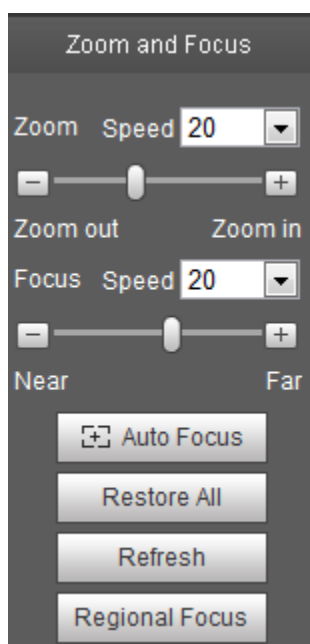 Zoom and Focus
Zoom Speed 20
Zoom out Zoom in
Focus Speed 20
Near Far
Auto Focus
Restore All
Refresh
Regional Focus